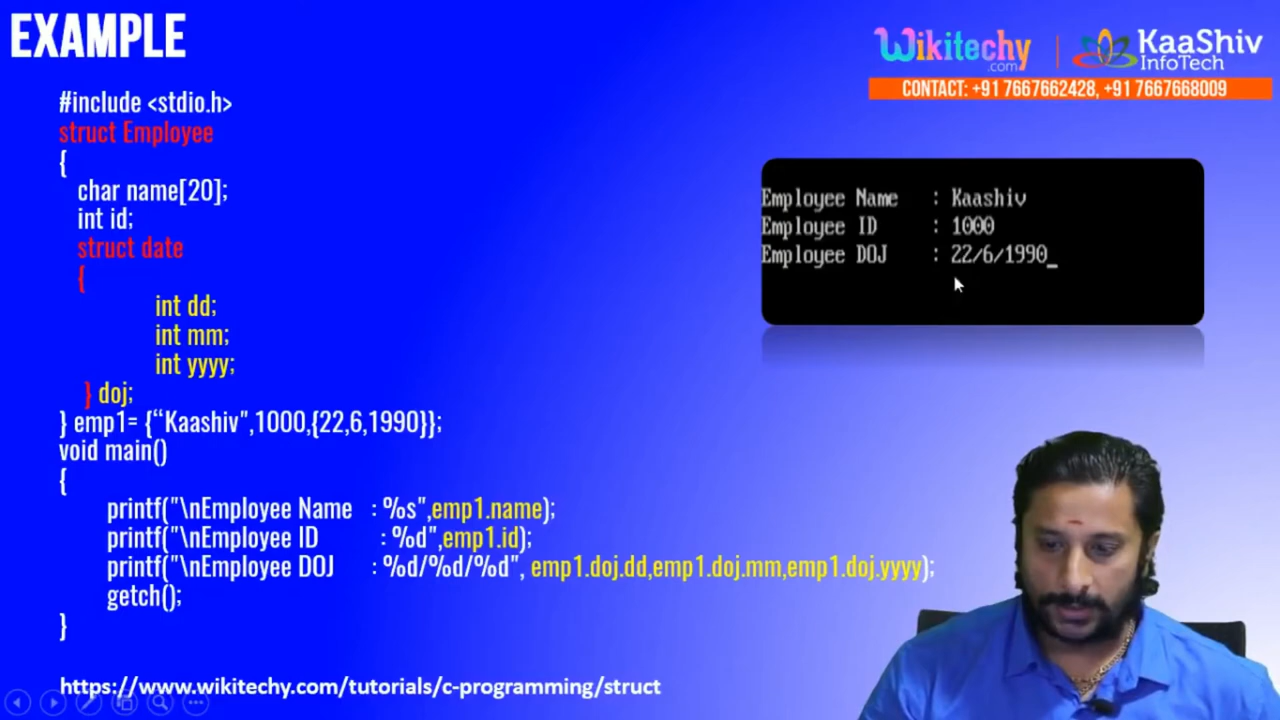 EXAMPLE
Wikitechy
.com
KaaShiv
InfoTech
CONTACT: +91 7667662428, +91 7667668009
#include <stdio.h>
struct Employee
{
char name[20];
int id;
struct date
{
int dd;
int mm;
int yyyy;
} doj;
} emp1= {“Kaashiv",1000,{22,6,1990}};
void main()
{
printf("\nEmployee Name : %s",emp1.name);
printf("\nEmployee ID : %d",emp1.id);
printf("\nEmployee DOJ : %d/%d/%d", emp1.doj.dd,emp1.doj.mm,emp1.doj.yyyy);
getch();
}
Employee Name : Kaashiv
Employee ID : 1000
Employee DOJ : 22/6/1990_
https://www.wikitechy.com/tutorials/c-programming/struct